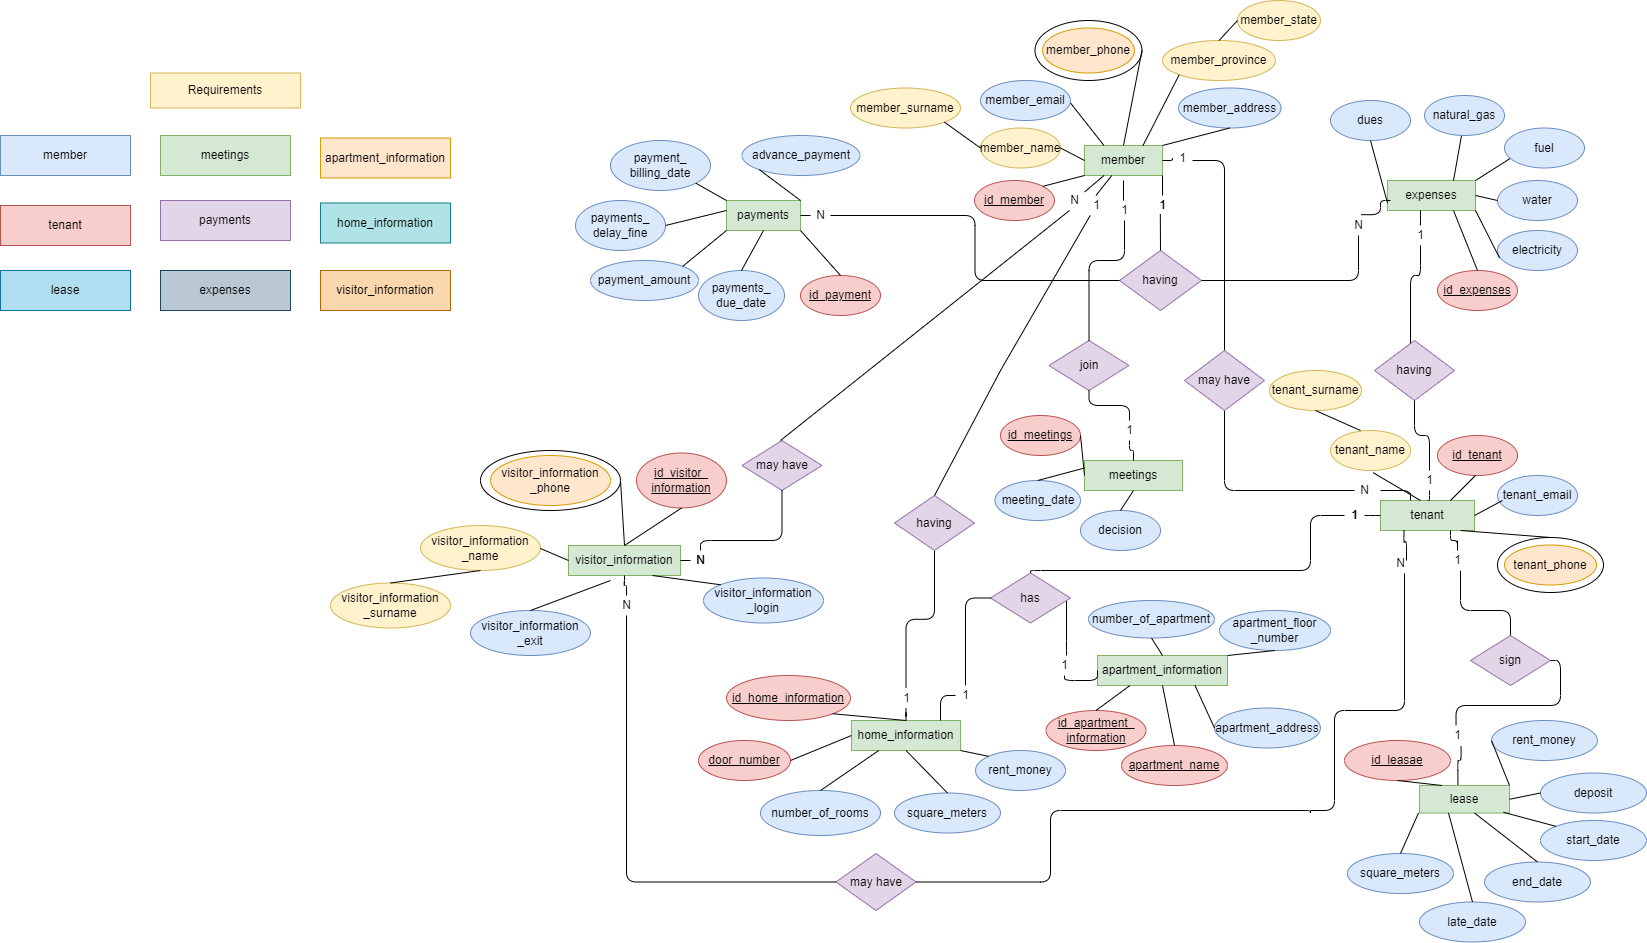 Requirements
member
meetings
apartment_information
tenant
payments
home_information
lease
expenses
visitor_information
member_state
member_phone
member_province
member_surname
member_email
member_address
member_name
member
1
id_member
N
1
1
1
dues
natural_gas
fuel
expenses
water
electricity
id_expenses
N
1
payment_
billing_date
advance_payment
payments
N
payments_
delay_fine
payment_amount
payments_
due_date
id_payment
having
join
may have
having
tenant_surname
id_meetings
1
tenant_name
id_tenant
meetings
meeting_date
decision
1
N
tenant_email
1
tenant
tenant_phone
N
1
may have
visitor_information
_phone
id_visitor_
information
visitor_information
_name
visitor_information
N
visitor_information
_surname
N
visitor_information
_exit
visitor_information
_login
having
has
number_of_apartment
apartment_floor
_number
sign
1
apartment_information
id_apartment_
information
apartment_address
apartment_name
id_home_information
1
1
home_information
door_number
rent_money
number_of_rooms
square_meters
1
rent_money
id_leasae
lease
deposit
start_date
square_meters
end_date
late_date
may have